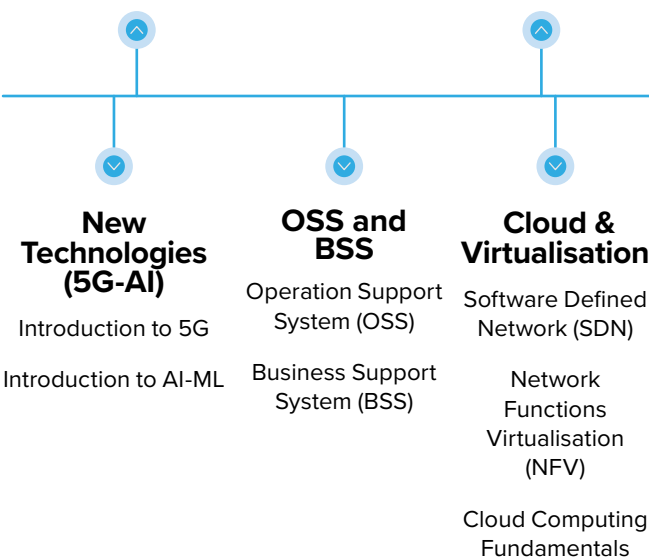 New
Technologies
(5G-AI)
Introduction to 5G
Introduction to AI-ML
OSS and
BSS
Operation Support
System (OSS)
Business Support
System (BSS)
Cloud &
Virtualisation
Software Defined
Network (SDN)
Network
Functions
Virtualisation
(NFV)
Cloud Computing
Fundamentals